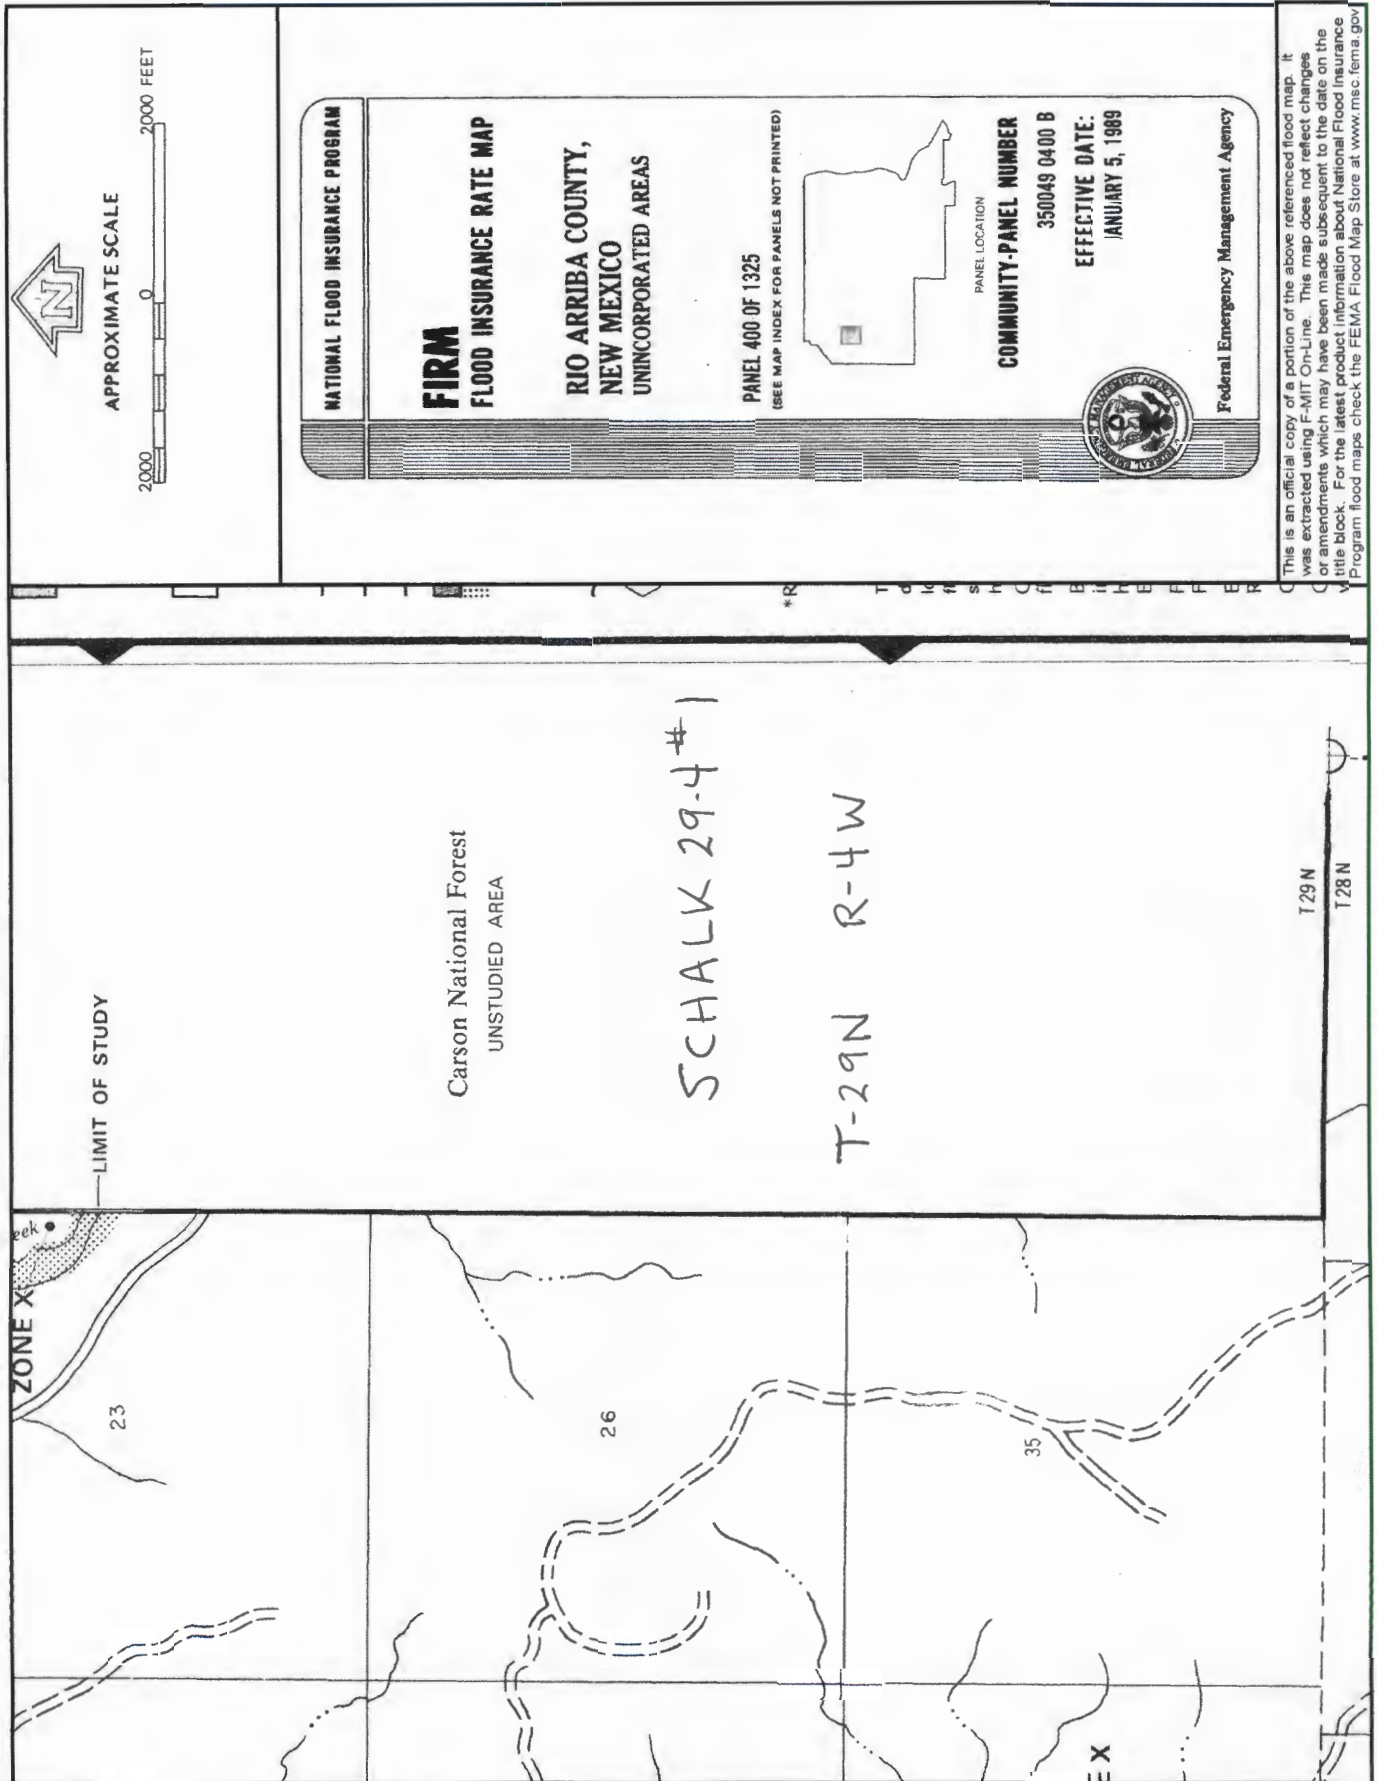 APPROXIMATE SCALE
2000 0 2000 FEET
N
NATIONAL FLOOD INSURANCE PROGRAM
FIRM
FLOOD INSURANCE RATE MAP
RIO ARRIBA COUNTY,
NEW MEXICO
UNINCORPORATED AREAS
PANEL 400 OF 1325
(SEE MAP INDEX FOR PANELS NOT PRINTED)
PANEL LOCATION
COMMUNITY-PANEL NUMBER
350049 0400 B
EFFECTIVE DATE:
JANUARY 5, 1989
Federal Emergency Management Agency
This is an official copy of a portion of the above referenced flood map. It
was extracted using F-MIT On-Line. This map does not reflect changes
or amendments which may have been made subsequent to the date on the
title block. For the latest product information about National Flood Insurance
Program flood maps check the FEMA Flood Map Store at www.msc.fema.gov
*R
LIMIT OF STUDY
Carson National Forest
UNSTUDIED AREA
SCHALK 29-4 #1
T-29N R-4W
T29N
T28N
eek
ZONE X
23
26
35
E X